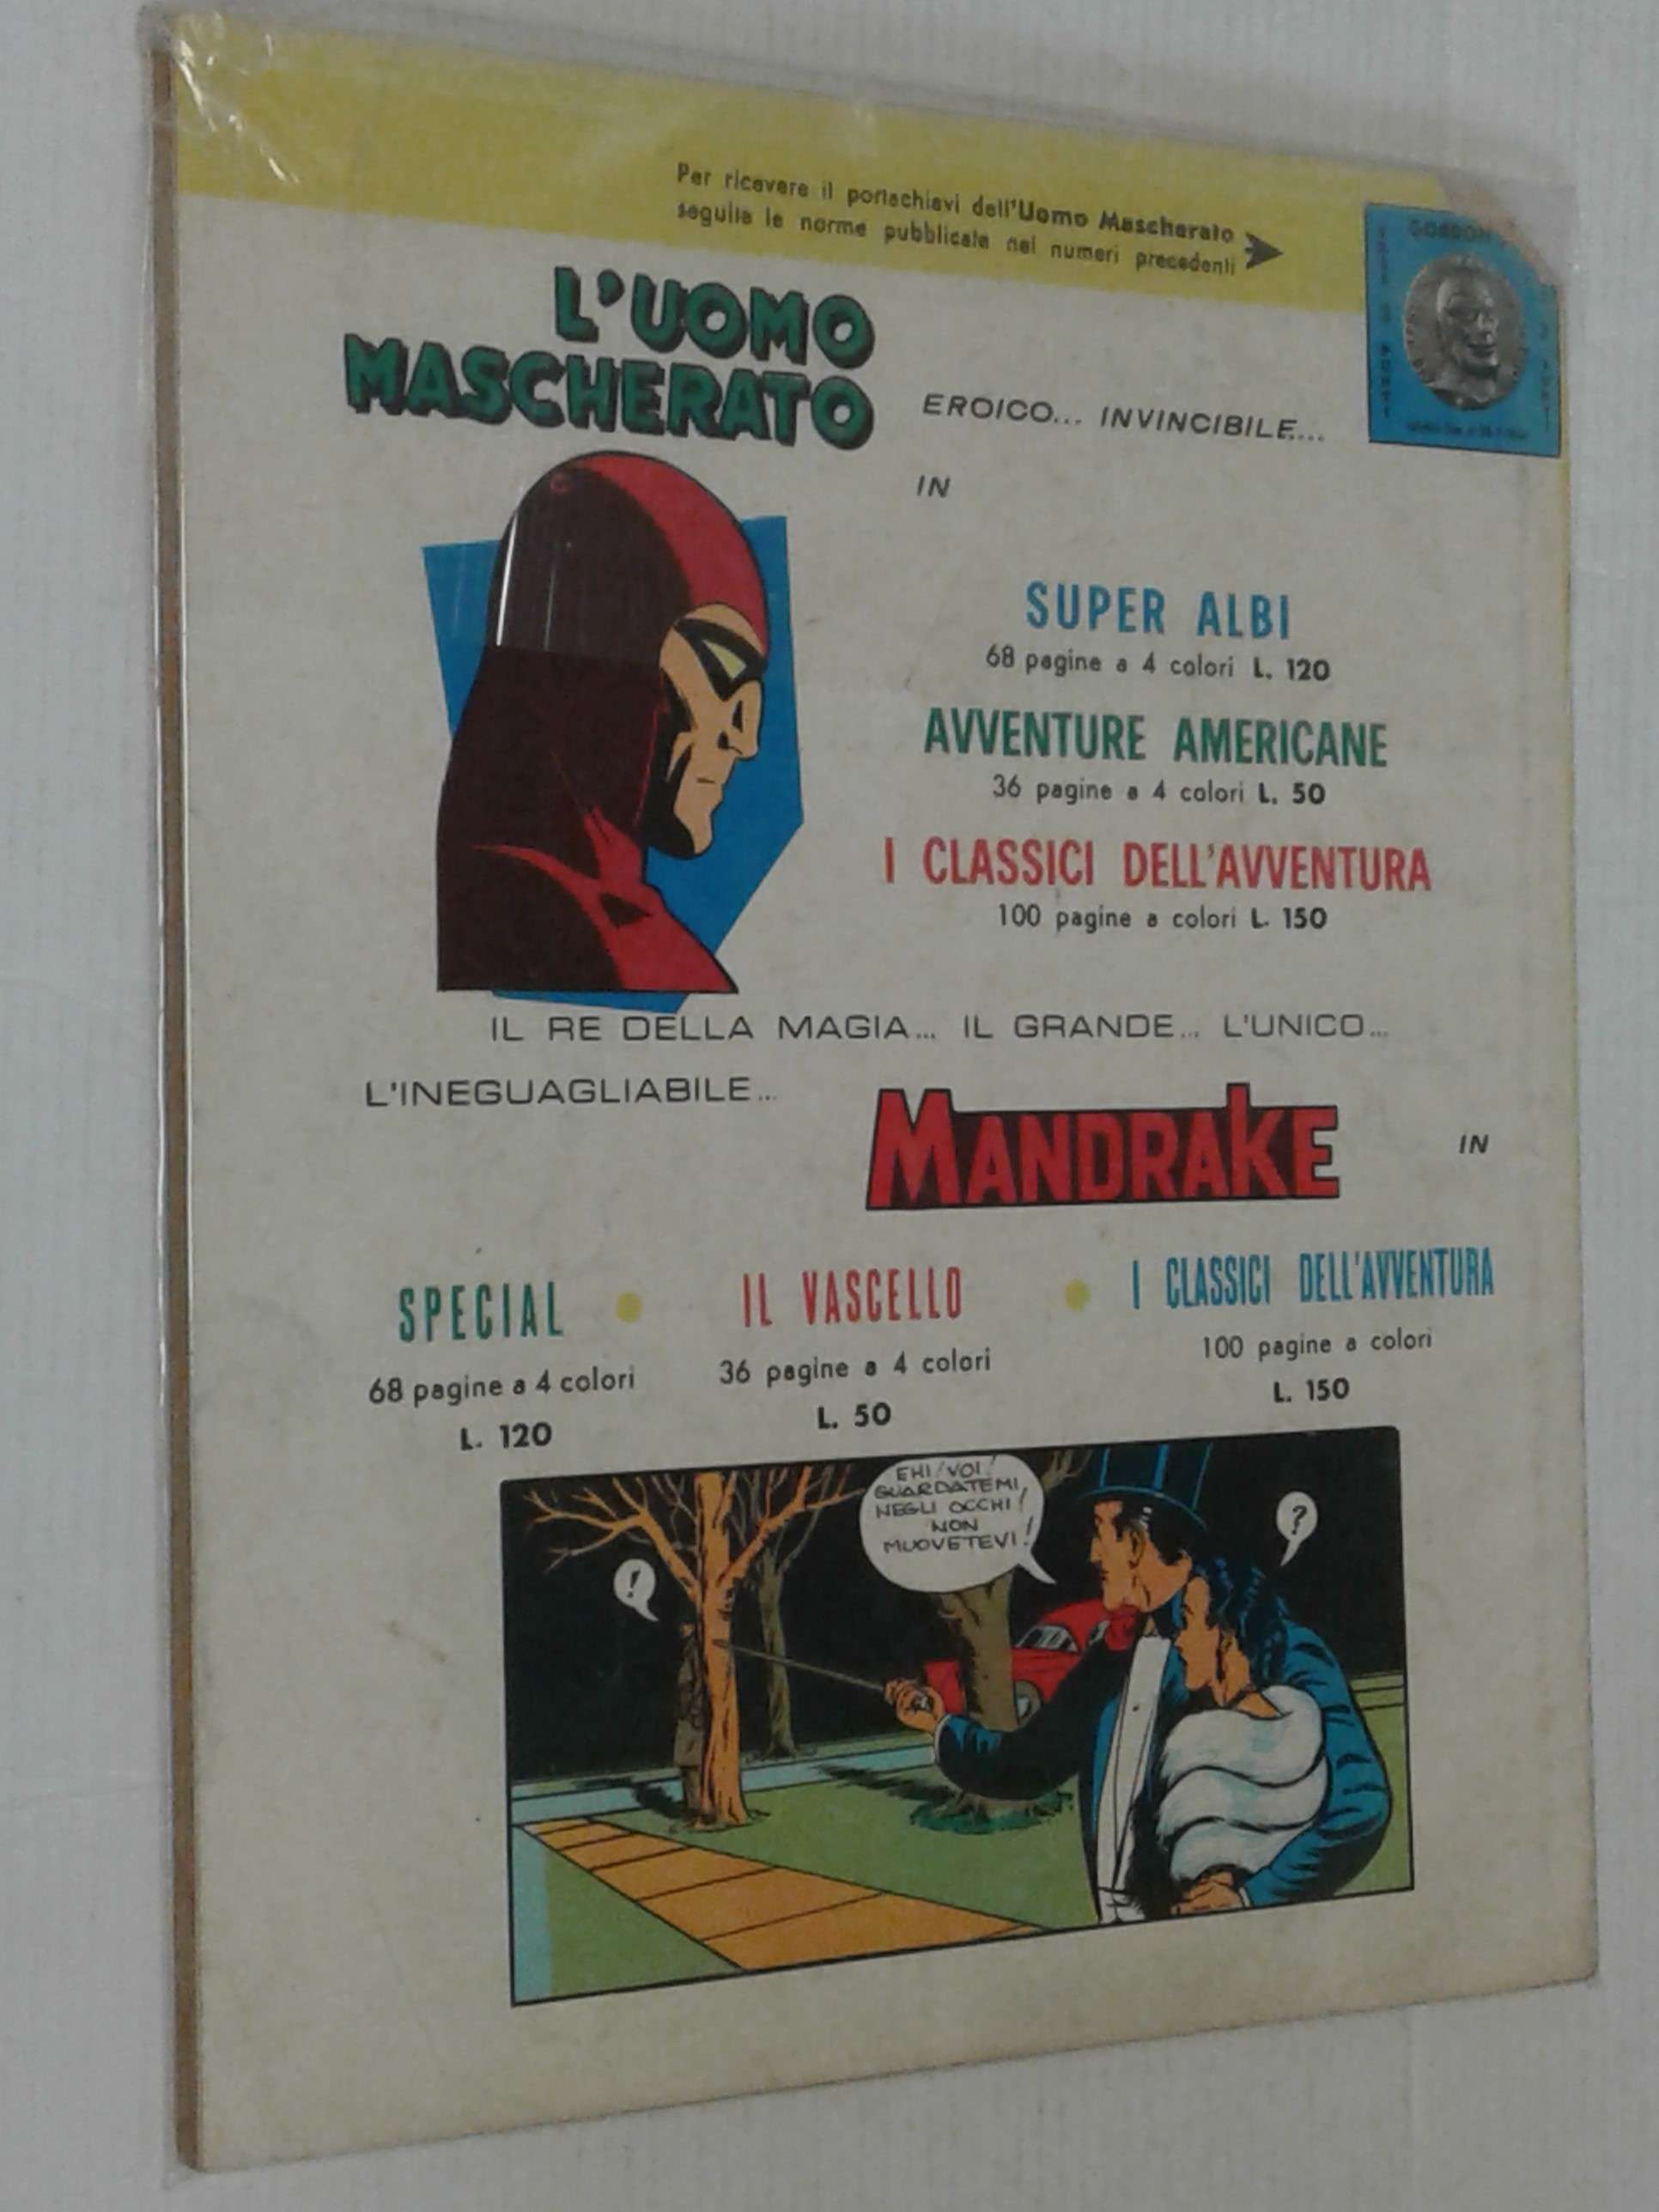 Per ricevere il portachiavi dell'Uomo Mascherato
seguite le norme pubblicate nei numeri precedenti
GORDON
L'UOMO
MASCHERATO
EROICO... INVINCIBILE...
IN
SUPER ALBI
68 pagine a 4 colori L. 120
AVVENTURE AMERICANE
36 pagine a 4 colori L. 50
I CLASSICI DELL'AVVENTURA
100 pagine a colori L. 150
IL RE DELLA MAGIA... IL GRANDE... L'UNICO...
L'INEGUAGLIABILE...
MANDRAKE
IN
SPECIAL • IL VASCELLO • I CLASSICI DELL'AVVENTURA
68 pagine a 4 colori 36 pagine a 4 colori 100 pagine a colori
L. 120 L. 50 L. 150
EHI! VOI!
GUARDATEMI
NEGLI OCCHI!
NON
MUOVETEVI!
!
?